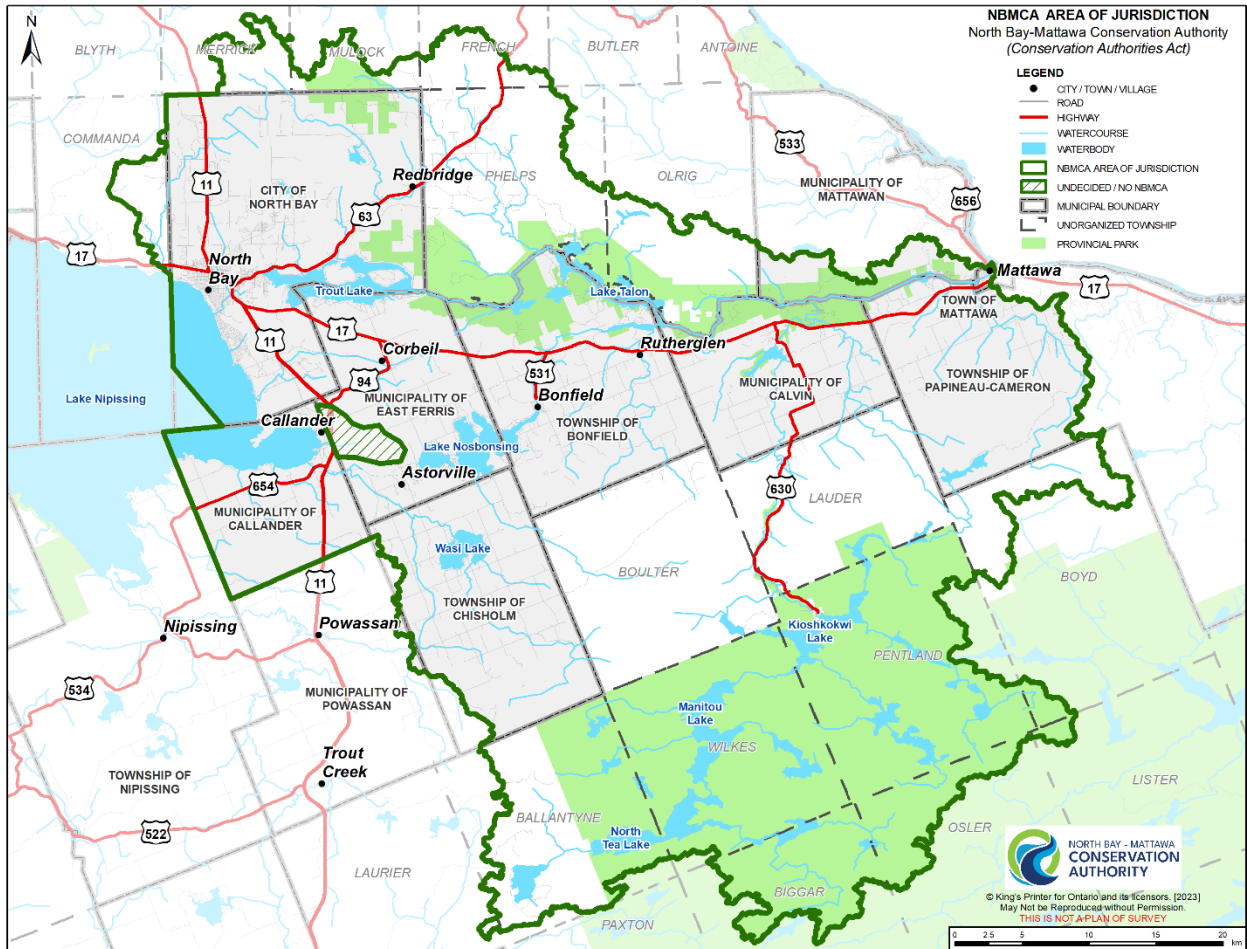 NBMCA AREA OF JURISDICTION
North Bay-Mattawa Conservation Authority
(Conservation Authorities Act)
LEGEND
CITY / TOWN / VILLAGE
ROAD
HIGHWAY
WATERCOURSE
WATERBODY
NBMCA AREA OF JURISDICTION
UNDECIDED / NO NBMCA
MUNICIPAL BOUNDARY
UNORGANIZED TOWNSHIP
PROVINCIAL PARK
N
BLYTH
MERRICK
MULOCK
FRENCH
BUTLER
ANTOINE
COMMANDA
533
11
Redbridge
PHELPS
OLRIG
MUNICIPALITY OF
MATTAWAN
CITY OF
NORTH BAY
656
63
17
North
Bay
Mattawa
Trout Lake
Lake Talon
17
TOWN OF
MATTAWA
17
11
Corbeil
Rutherglen
94
531
MUNICIPALITY OF
EAST FERRIS
Bonfield
MUNICIPALITY OF
CALVIN
TOWNSHIP OF
PAPINEAU-CAMERON
Lake Nipissing
Callander
TOWNSHIP OF
BONFIELD
Lake Nosbonsing
Astorville
654
630
LAUDER
MUNICIPALITY OF
CALLANDER
Wasi Lake
BOULTER
BOYD
11
TOWNSHIP OF
CHISHOLM
Nipissing
Powassan
Kioshkokwi
Lake
PENTLAND
534
MUNICIPALITY OF
POWASSAN
Manitou
Lake
WILKES
Trout
Creek
TOWNSHIP OF
NIPISSING
LISTER
522
BALLANTYNE
OSLER
North
Tea Lake
LAURIER
BIGGAR
PAXTON
NORTH BAY - MATTAWA
CONSERVATION
AUTHORITY
© King's Printer for Ontario and its licensors. [2023]
May Not be Reproduced without Permission.
THIS IS NOT A PLAN OF SURVEY
0 2.5 5 10 15 20
km